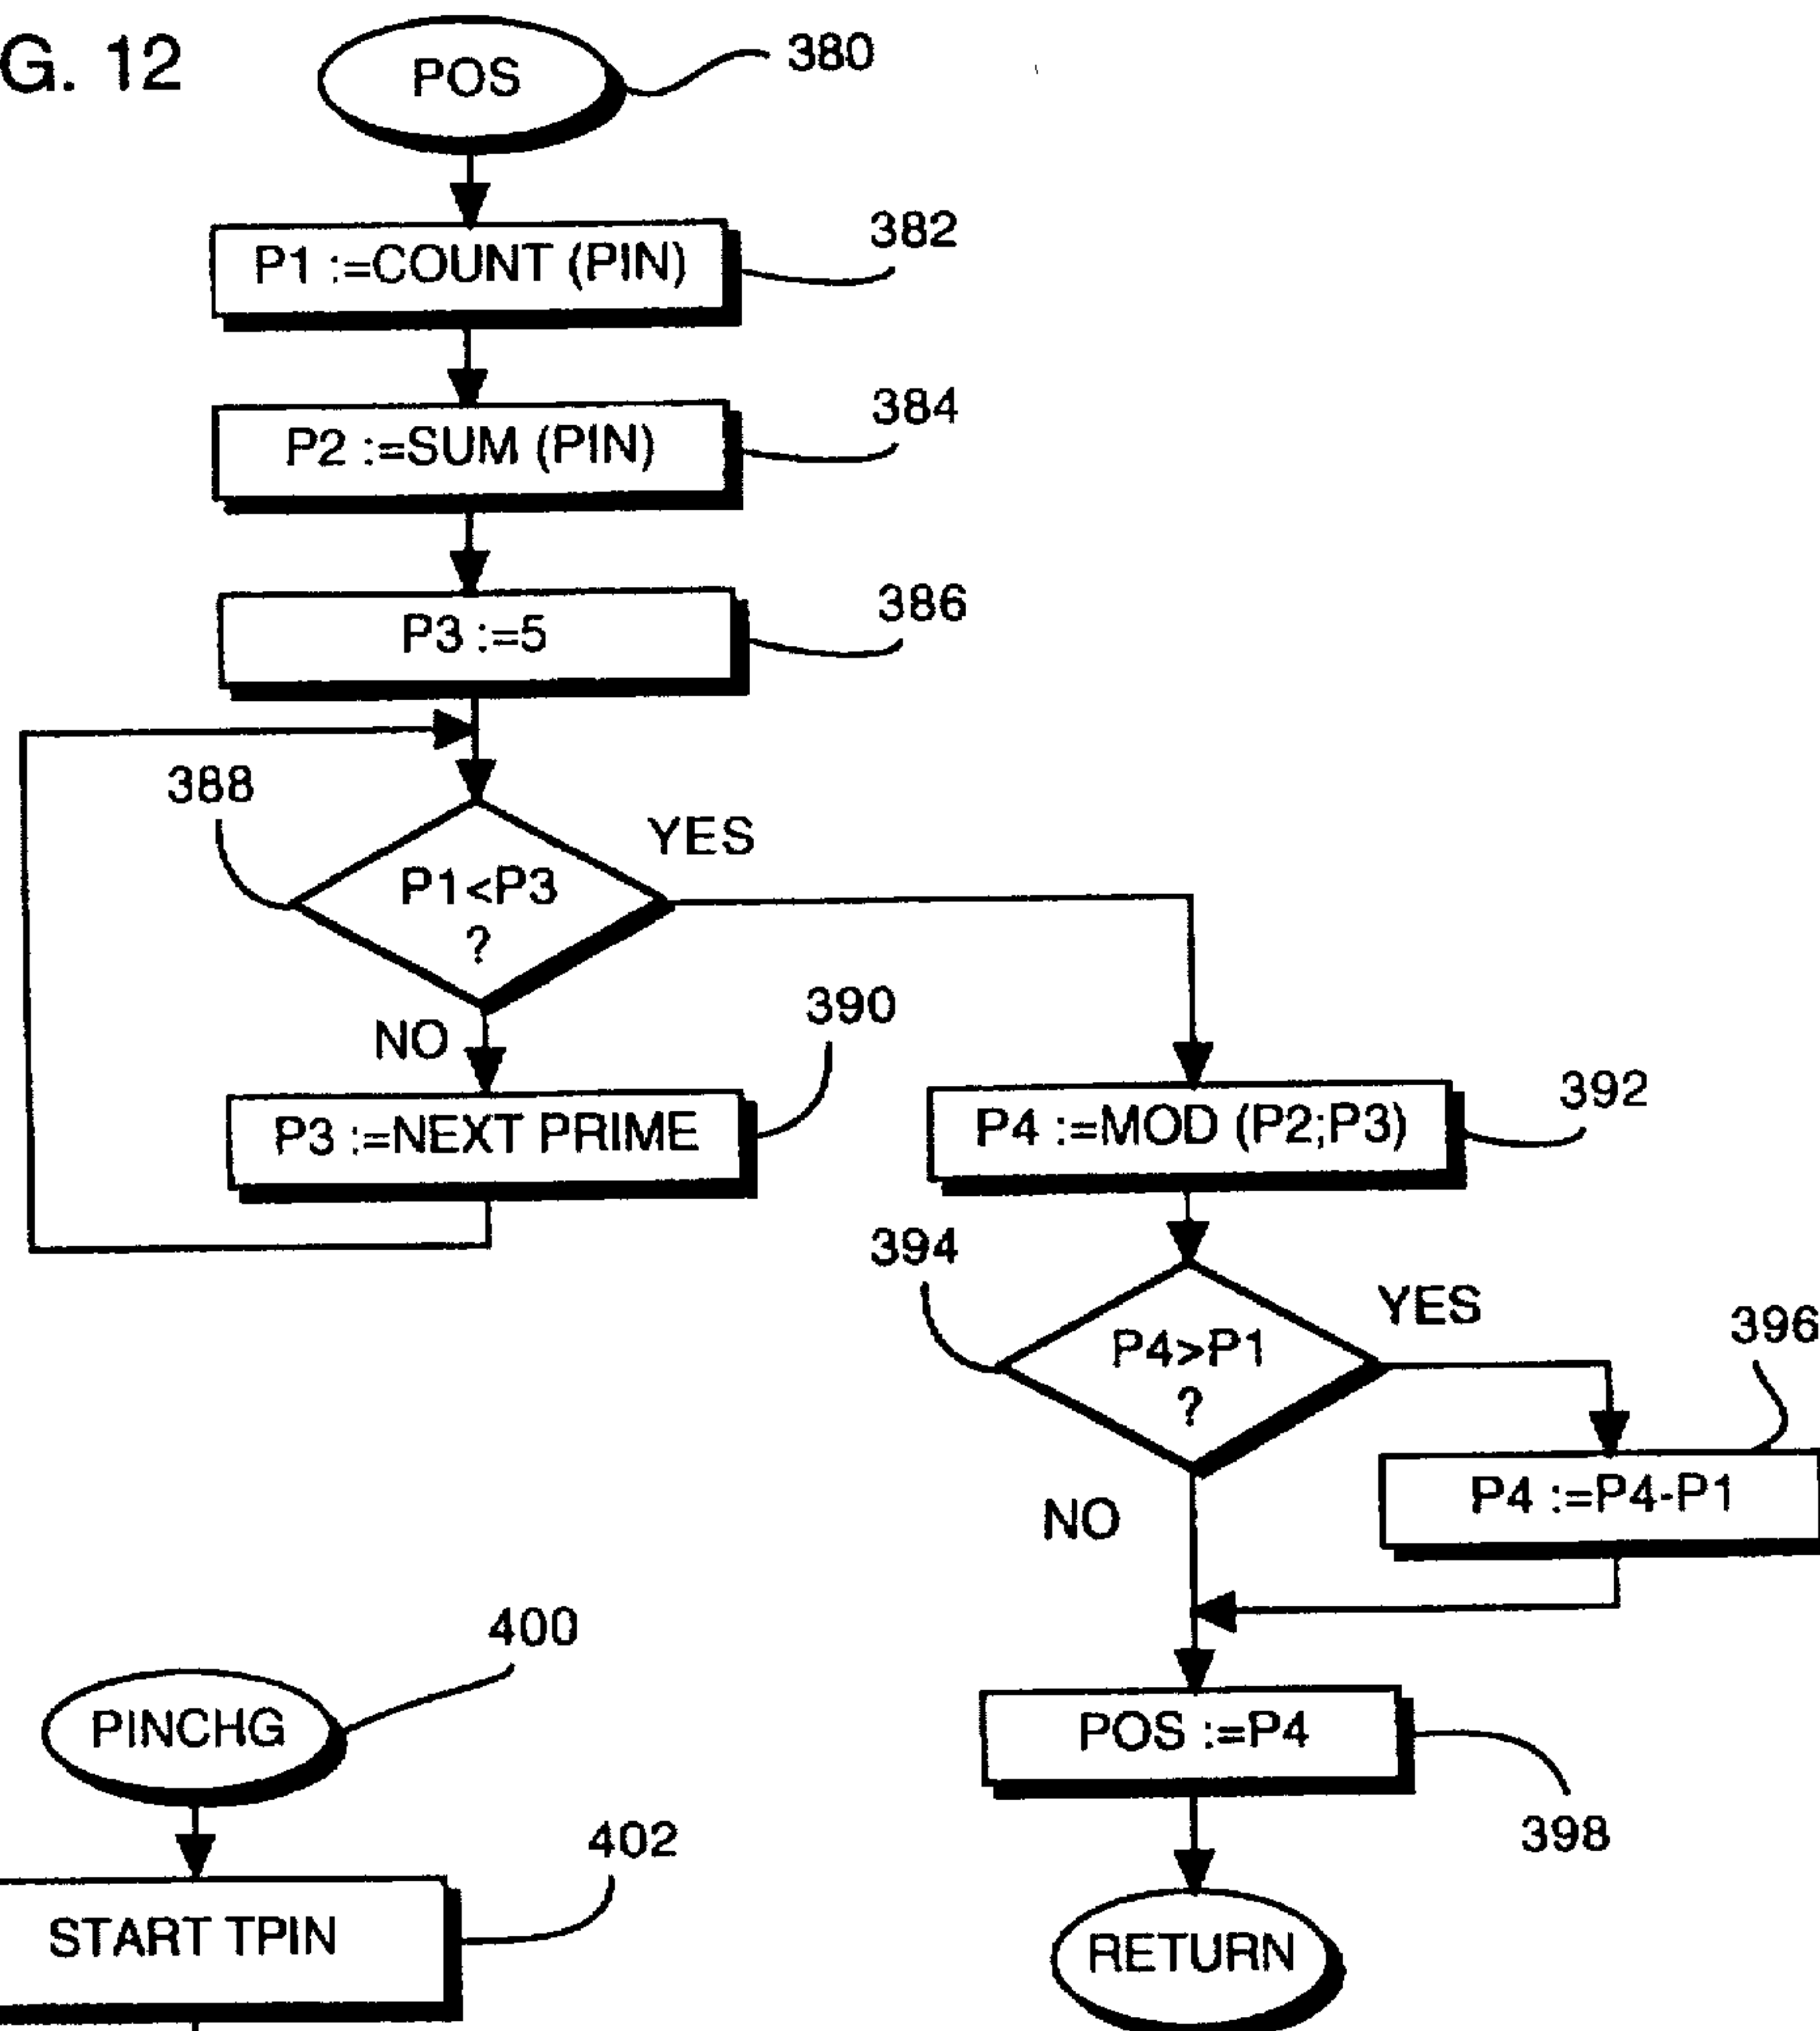 G. 12
POS
380
P1 :=COUNT (PIN)
382
P2 :=SUM (PIN)
384
P3 :=5
386
388
P1<P3
?
YES
NO
390
P3 :=NEXT PRIME
P4 :=MOD (P2;P3)
392
394
P4>P1
?
YES
396
NO
P4 :=P4-P1
POS :=P4
398
RETURN
400
PINCHG
402
START TPIN